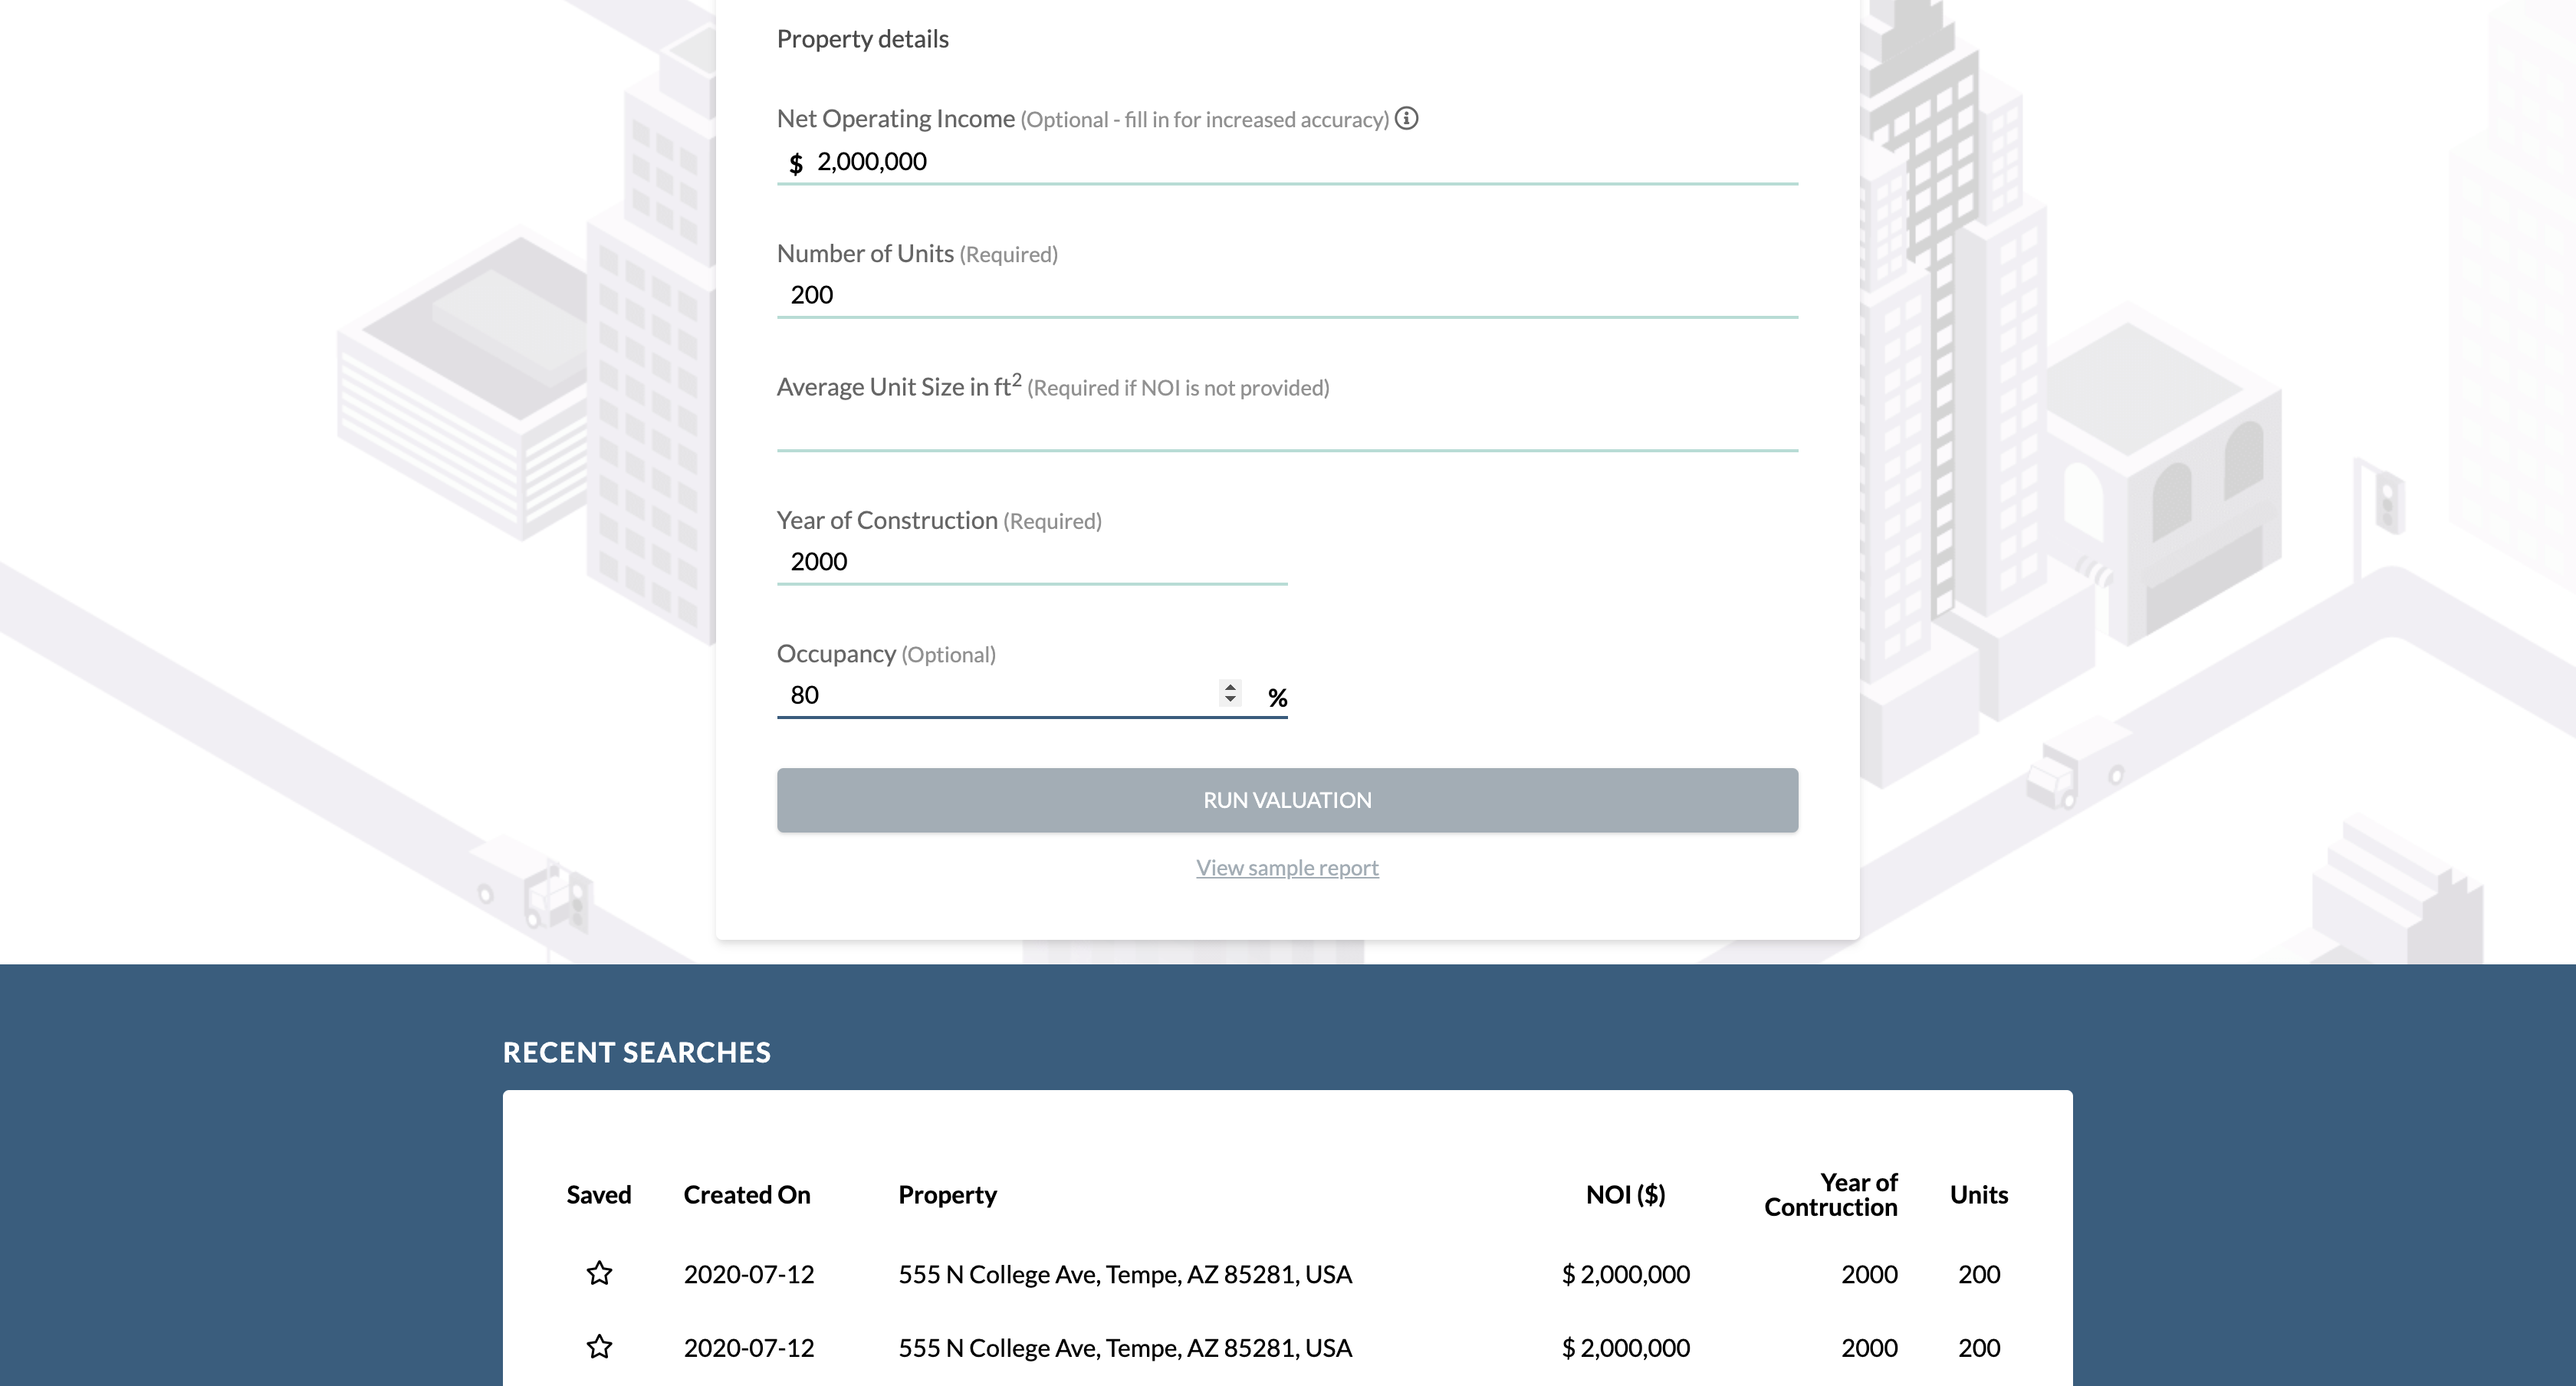 Property details
Net Operating Income (Optional - fill in for increased accuracy)
$ 2,000,000
Number of Units (Required)
200
Average Unit Size in ft² (Required if NOI is not provided)
Year of Construction (Required)
2000
Occupancy (Optional)
80 %
RUN VALUATION
View sample report
RECENT SEARCHES
Saved Created On Property NOI ($) Year of Contruction Units
2020-07-12 555 N College Ave, Tempe, AZ 85281, USA $ 2,000,000 2000 200
2020-07-12 555 N College Ave, Tempe, AZ 85281, USA $ 2,000,000 2000 200